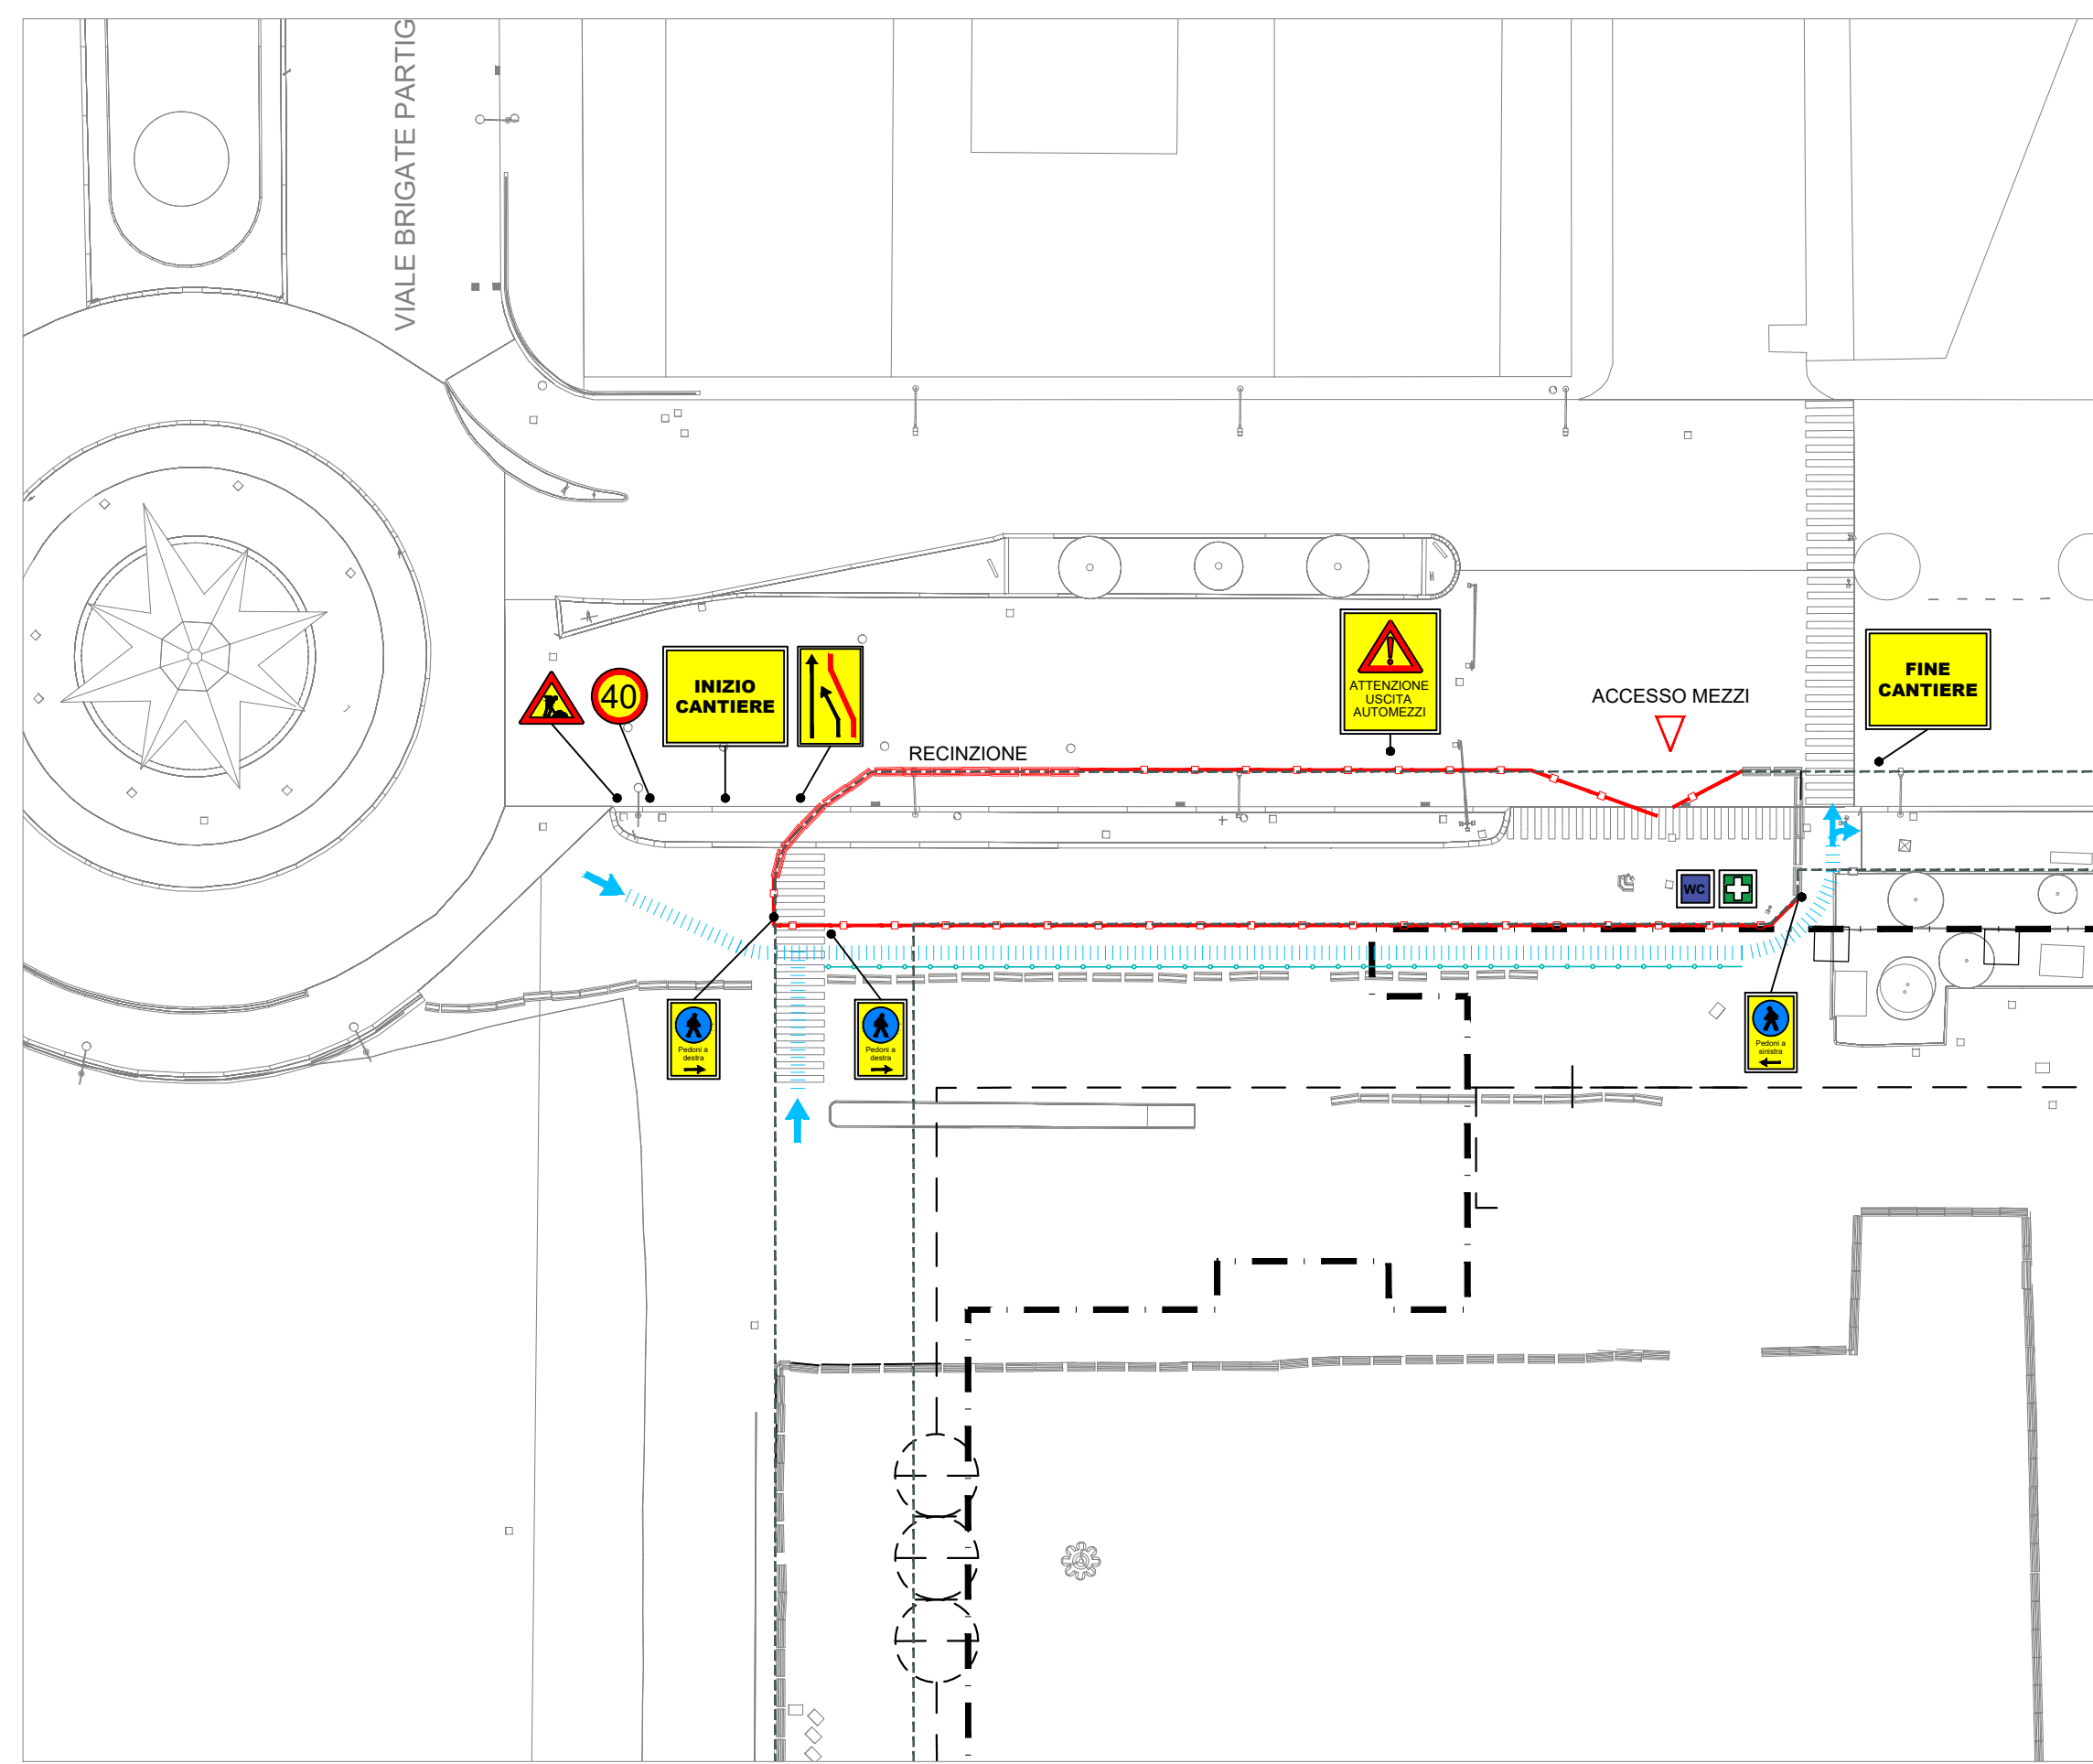 VIALE BRIGATE PARTIG
40
INIZIO
CANTIERE
ATTENZIONE
USCITA
AUTOMEZZI
ACCESSO MEZZI
FINE
CANTIERE
RECINZIONE
WC
Pedoni a
destra
Pedoni a
destra
Pedoni a
sinistra